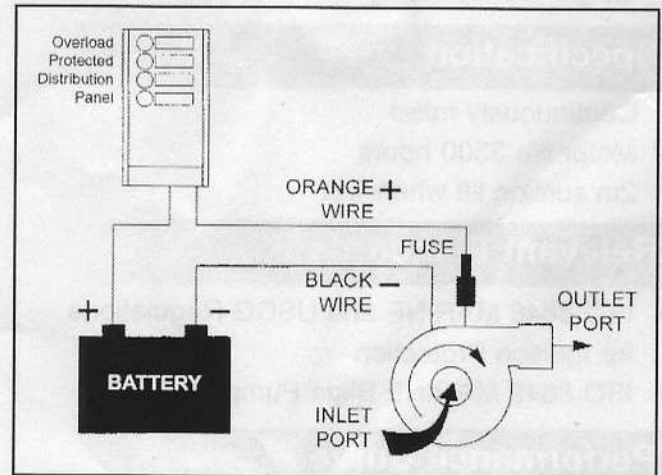 Overload
Protected
Distribution
Panel
ORANGE +
WIRE
FUSE
BLACK −
WIRE
OUTLET
PORT
+ −
BATTERY
INLET
PORT